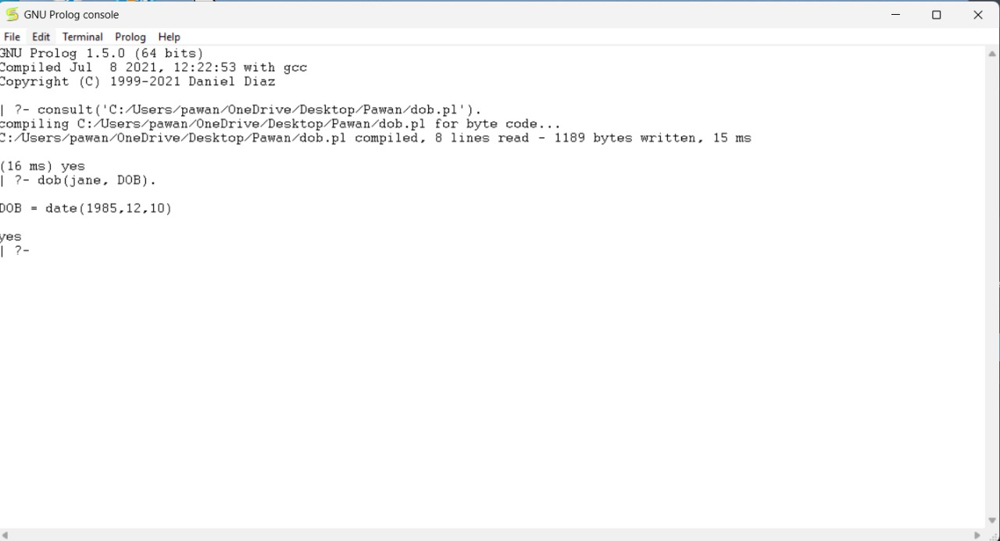 GNU Prolog console
File Edit Terminal Prolog Help
GNU Prolog 1.5.0 (64 bits)
Compiled Jul  8 2021, 12:22:53 with gcc
Copyright (C) 1999-2021 Daniel Diaz
| ?- consult('C:/Users/pawan/OneDrive/Desktop/Pawan/dob.pl').
compiling C:/Users/pawan/OneDrive/Desktop/Pawan/dob.pl for byte code...
C:/Users/pawan/OneDrive/Desktop/Pawan/dob.pl compiled, 8 lines read - 1189 bytes written, 15 ms
(16 ms) yes
| ?- dob(jane, DOB).
DOB = date(1985,12,10)
yes
| ?-